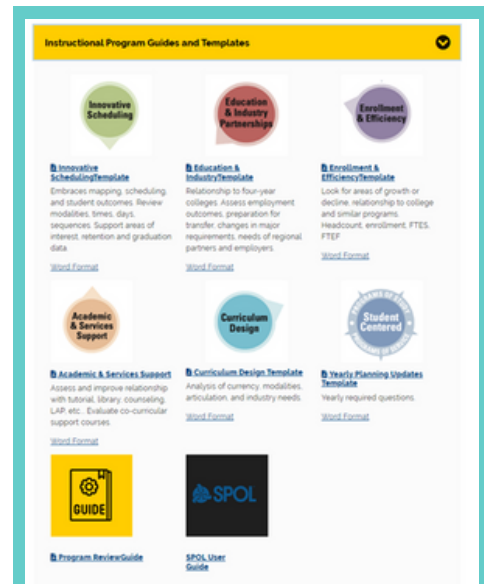 Instructional Program Guides and Templates
Innovative
Scheduling
Innovative
SchedulingTemplate
Embraces mapping, scheduling,
and student outcomes. Review
modalities, times, days,
sequences. Support areas of
interest, retention and graduation
data.
Word Format
Education
& Industry
Partnerships
Education &
IndustryTemplate
Relationship to four-year
colleges. Assess employment
outcomes, preparation for
transfer, changes in major
requirements, needs of regional
partners and employers.
Word Format
Enrollment
& Efficiency
Enrollment &
EfficiencyTemplate
Look for areas of growth or
decline, relationship to college
and similar programs.
Headcount, enrollment, FTES,
FTEF
Word Format
Academic
& Services
Support
Academic & Services Support
Assess and improve relationship
with tutorial, library, counseling,
LAP, etc.. Evaluate co-curricular
support courses.
Word Format
Curriculum
Design
Curriculum Design Template
Analysis of currency, modalities,
articulation, and industry needs.
Word Format
PROGRAMS OF STUDY
Student
Centered
PROGRAMS OF SERVICE
Yearly Planning Updates
Template
Yearly required questions.
Word Format
GUIDE
Program ReviewGuide
SPOL
SPOL User
Guide